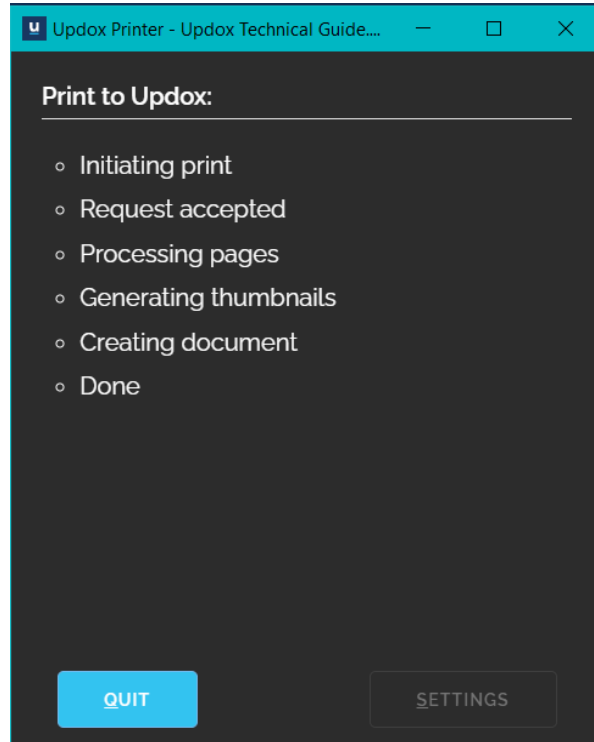 u Updox Printer - Updox Technical Guide....
Print to Updox:
Initiating print
Request accepted
Processing pages
Generating thumbnails
Creating document
Done
QUIT
SETTINGS